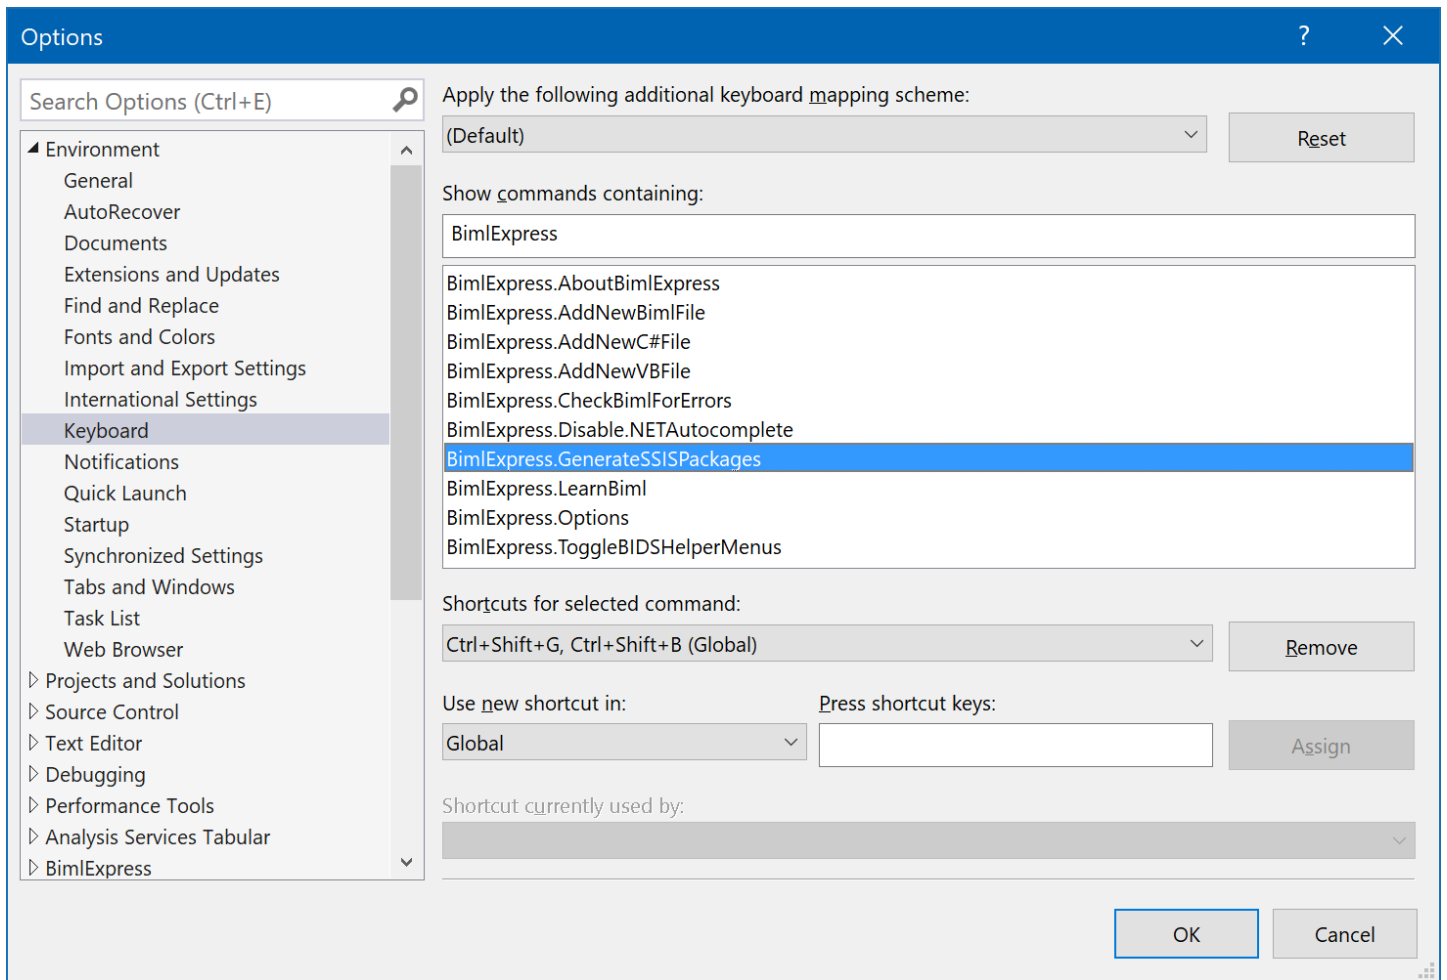 Options
?
Search Options (Ctrl+E)
Environment
General
AutoRecover
Documents
Extensions and Updates
Find and Replace
Fonts and Colors
Import and Export Settings
International Settings
Keyboard
Notifications
Quick Launch
Startup
Synchronized Settings
Tabs and Windows
Task List
Web Browser
Projects and Solutions
Source Control
Text Editor
Debugging
Performance Tools
Analysis Services Tabular
BimlExpress
Apply the following additional keyboard mapping scheme:
(Default)
Reset
Show commands containing:
BimlExpress
BimlExpress.AboutBimlExpress
BimlExpress.AddNewBimlFile
BimlExpress.AddNewC#File
BimlExpress.AddNewVBFile
BimlExpress.CheckBimlForErrors
BimlExpress.Disable.NETAutocomplete
BimlExpress.GenerateSSISPackages
BimlExpress.LearnBiml
BimlExpress.Options
BimlExpress.ToggleBIDSHelperMenus
Shortcuts for selected command:
Ctrl+Shift+G, Ctrl+Shift+B (Global)
Remove
Use new shortcut in:
Press shortcut keys:
Global
Assign
Shortcut currently used by:
OK
Cancel